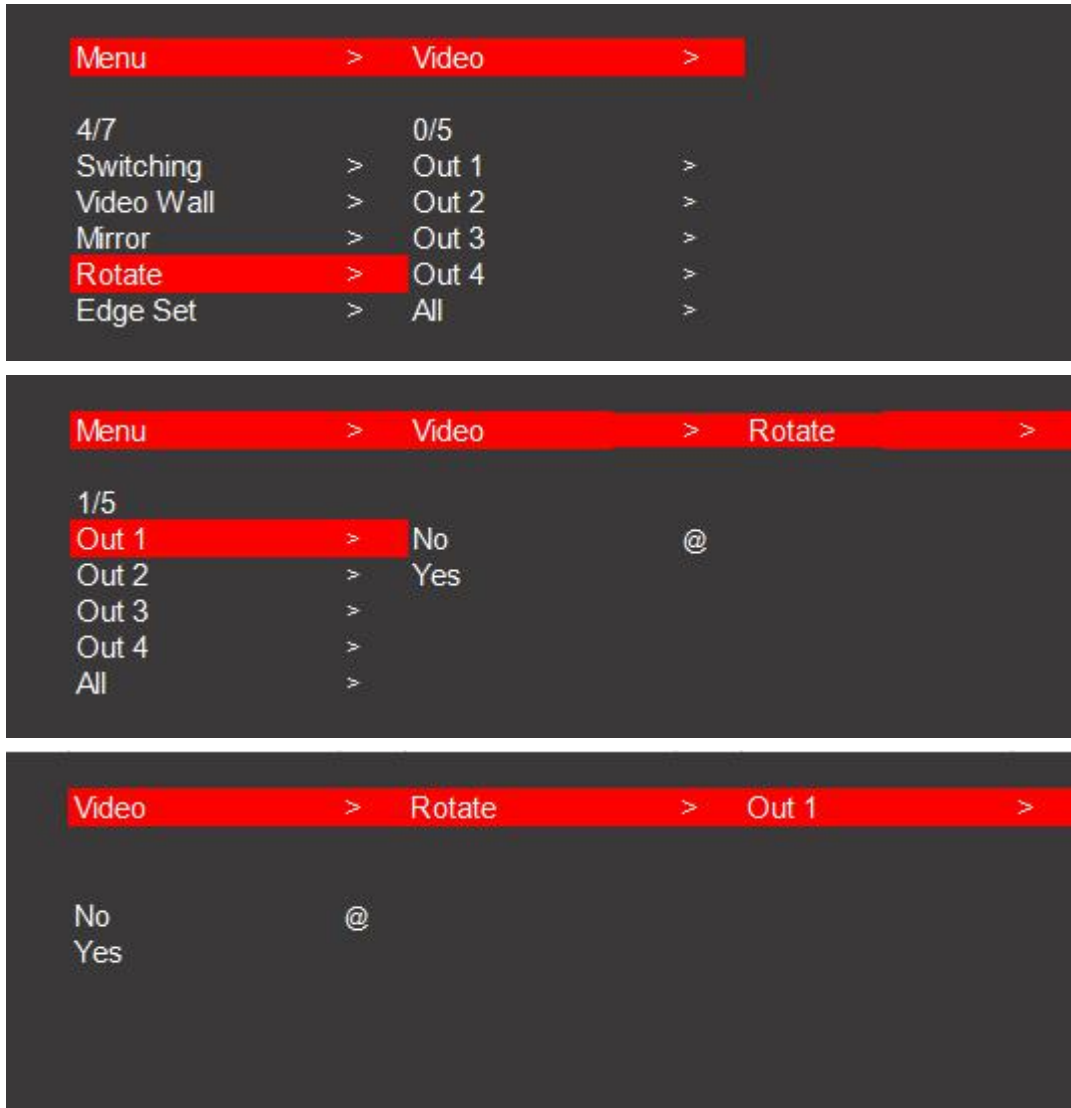 Menu > Video >
4/7 0/5
Switching > Out 1 >
Video Wall > Out 2 >
Mirror > Out 3 >
Rotate > Out 4 >
Edge Set > All >
Menu > Video > Rotate >
1/5
Out 1 > No @
Out 2 > Yes
Out 3 >
Out 4 >
All >
Video > Rotate > Out 1 >
No @
Yes